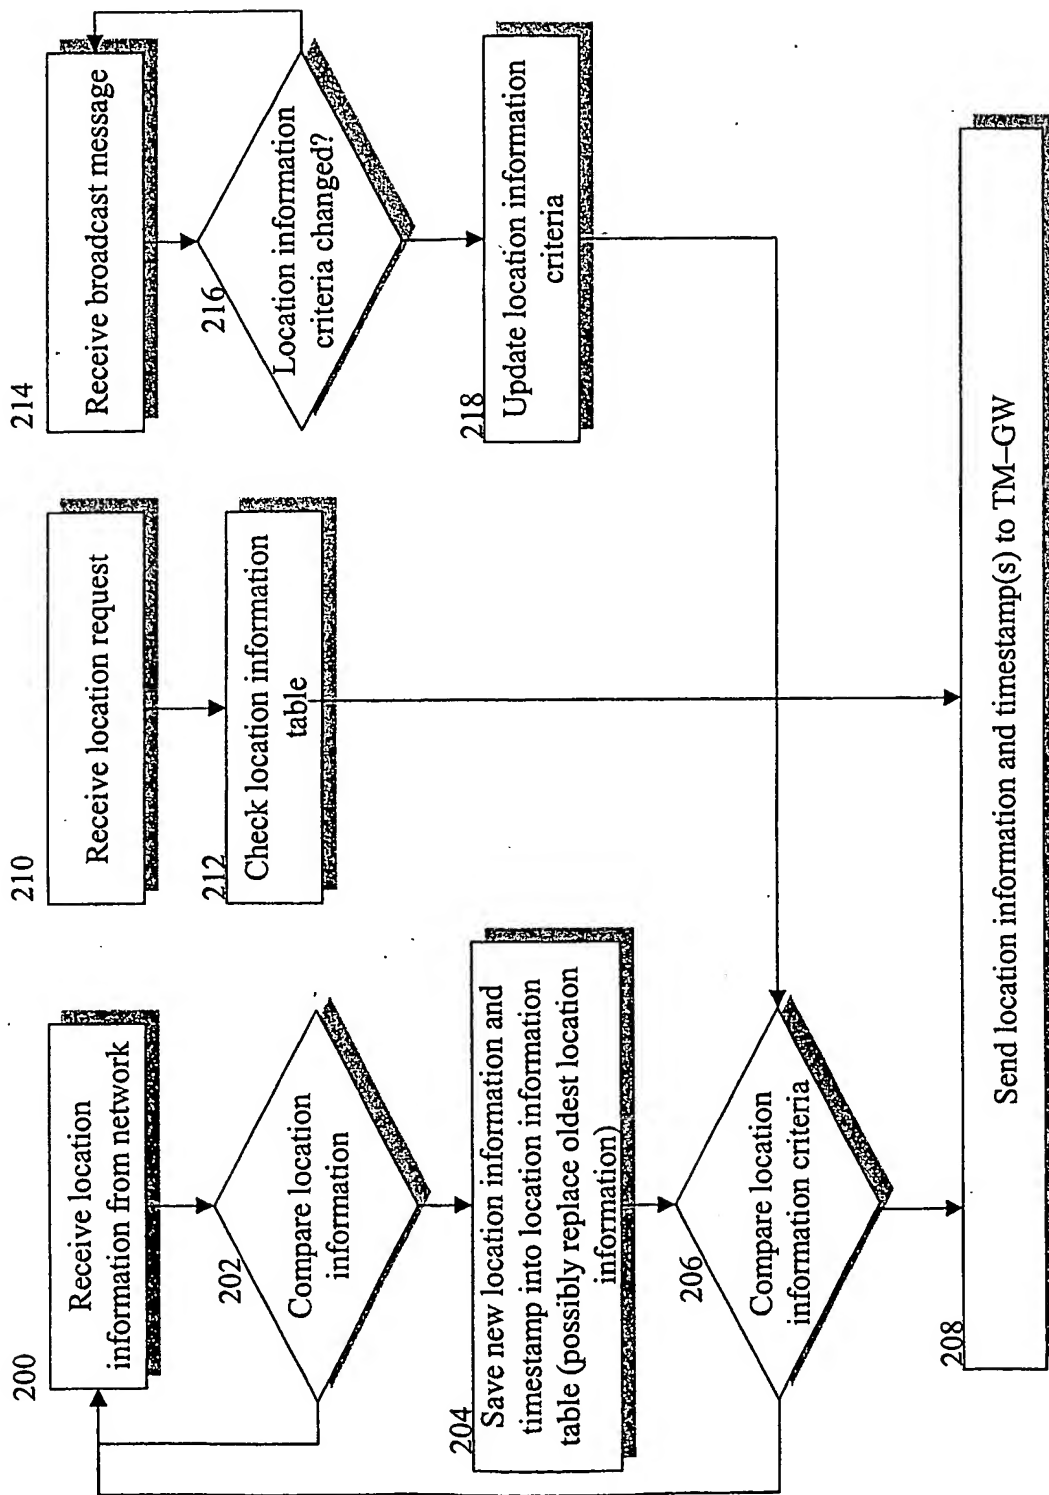 200
Receive location
information from network
202
Compare location
information
204
Save new location information and
timestamp into location information
table (possibly replace oldest location
information)
206
Compare location
information criteria
208
Send location information and timestamp(s) to TM–GW
210
Receive location request
212
Check location information
table
214
Receive broadcast message
216
Location information
criteria changed?
218
Update location information
criteria